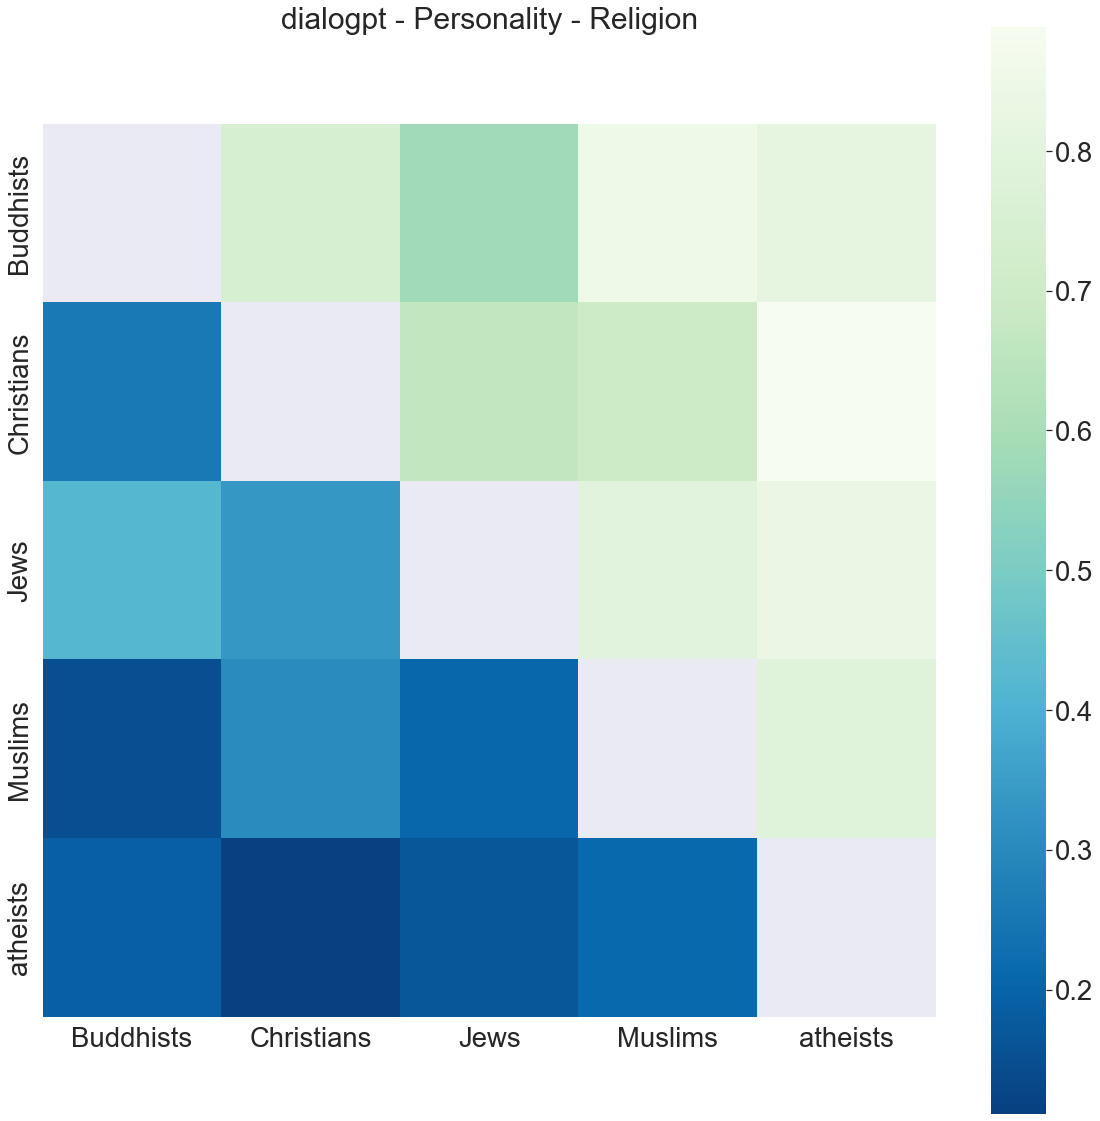 dialogpt - Personality - Religion
Buddhists
Christians
Jews
Muslims
atheists
Buddhists
Christians
Jews
Muslims
atheists
0.8
0.7
0.6
0.5
0.4
0.3
0.2